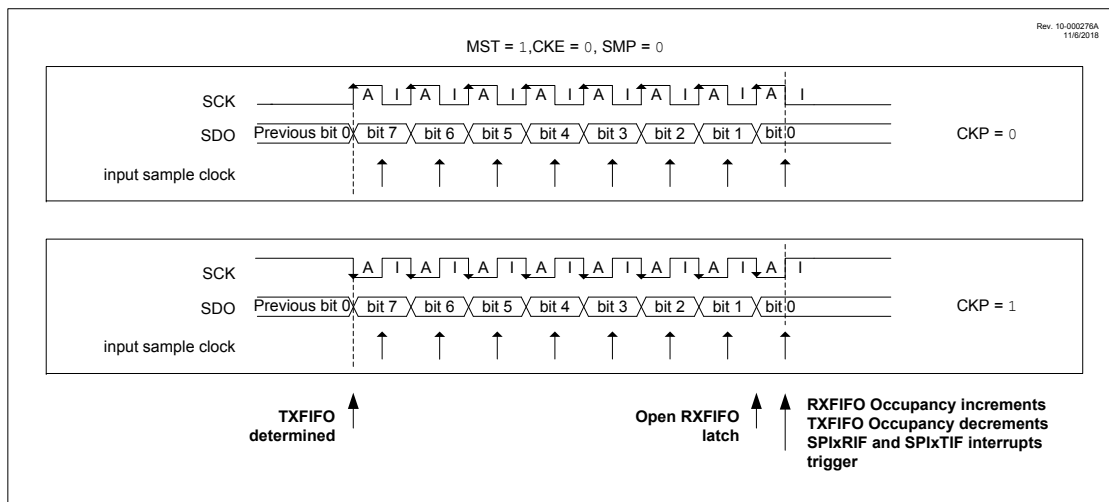 Rev. 10-000276A
11/6/2018
MST = 1,CKE = 0, SMP = 0
SCK A I A I A I A I A I A I A I A I
SDO Previous bit 0 bit 7 bit 6 bit 5 bit 4 bit 3 bit 2 bit 1 bit 0 CKP = 0
input sample clock
SCK A I A I A I A I A I A I A I A I
SDO Previous bit 0 bit 7 bit 6 bit 5 bit 4 bit 3 bit 2 bit 1 bit 0 CKP = 1
input sample clock
TXFIFO
determined
Open RXFIFO
latch
RXFIFO Occupancy increments
TXFIFO Occupancy decrements
SPIxRIF and SPIxTIF interrupts
trigger